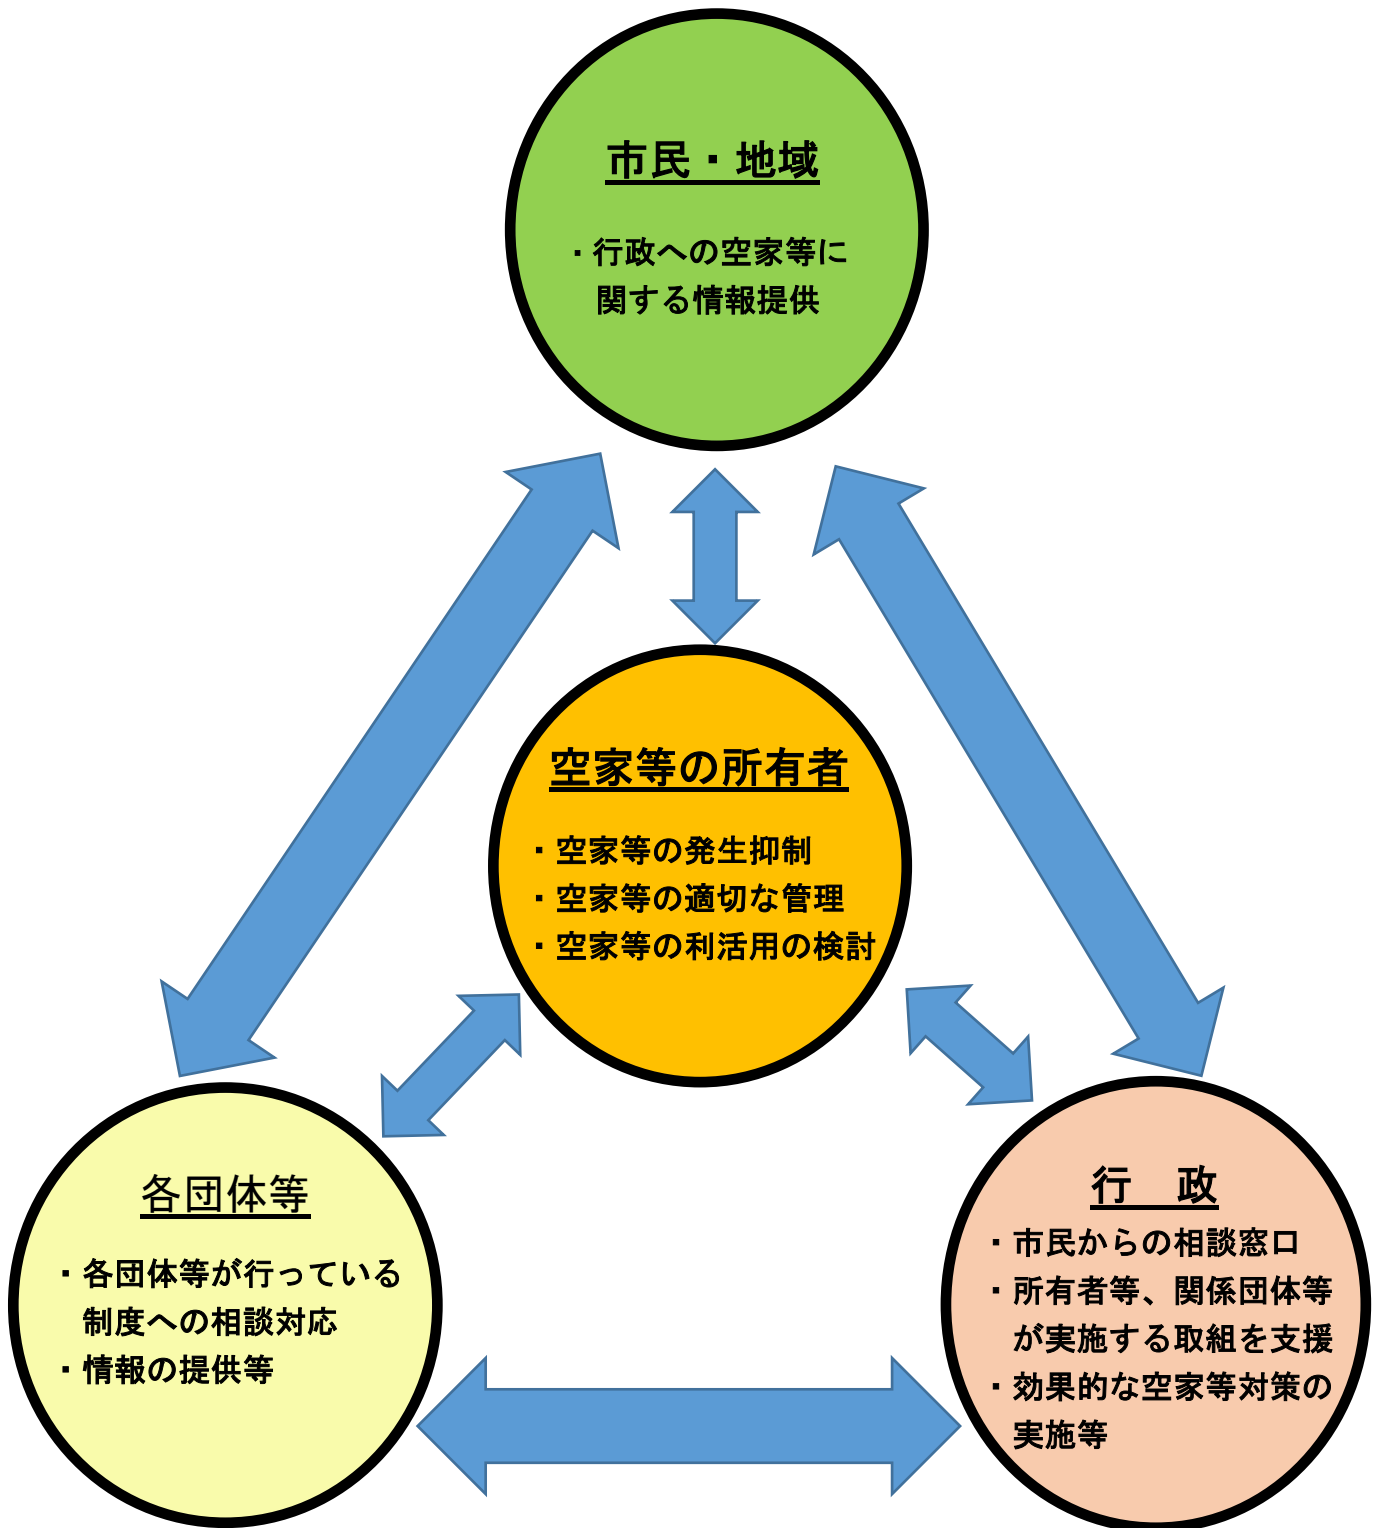 市民・地域
・行政への空家等に
関する情報提供
空家等の所有者
・空家等の発生抑制
・空家等の適切な管理
・空家等の利活用の検討
各団体等
・各団体等が行っている
制度への相談対応
・情報の提供等
行　政
・市民からの相談窓口
・所有者等、関係団体等
が実施する取組を支援
・効果的な空家等対策の
実施等